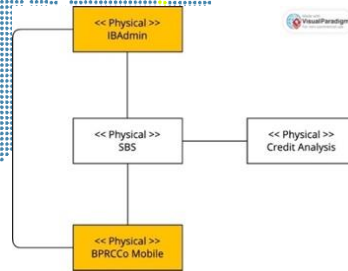 << Physical >>
IBAdmin
VisualParadigm
<< Physical >>
SBS
<< Physical >>
Credit Analysis
<< Physical >>
BPRCCo Mobile